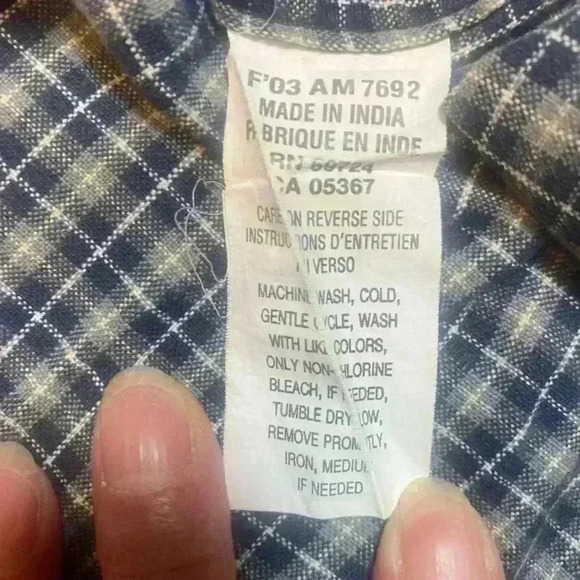 F'03 AM 7692
MADE IN INDIA
F BRIQUE EN INDE
RN 59724
CA 05367
CARE ON REVERSE SIDE
INSTRUCTIONS D'ENTRETIEN
AU VERSO
MACHINE WASH, COLD,
GENTLE CYCLE, WASH
WITH LIKE COLORS,
ONLY NON-CHLORINE
BLEACH, IF NEEDED,
TUMBLE DRY LOW,
REMOVE PROMPTLY,
IRON, MEDIUM
IF NEEDED